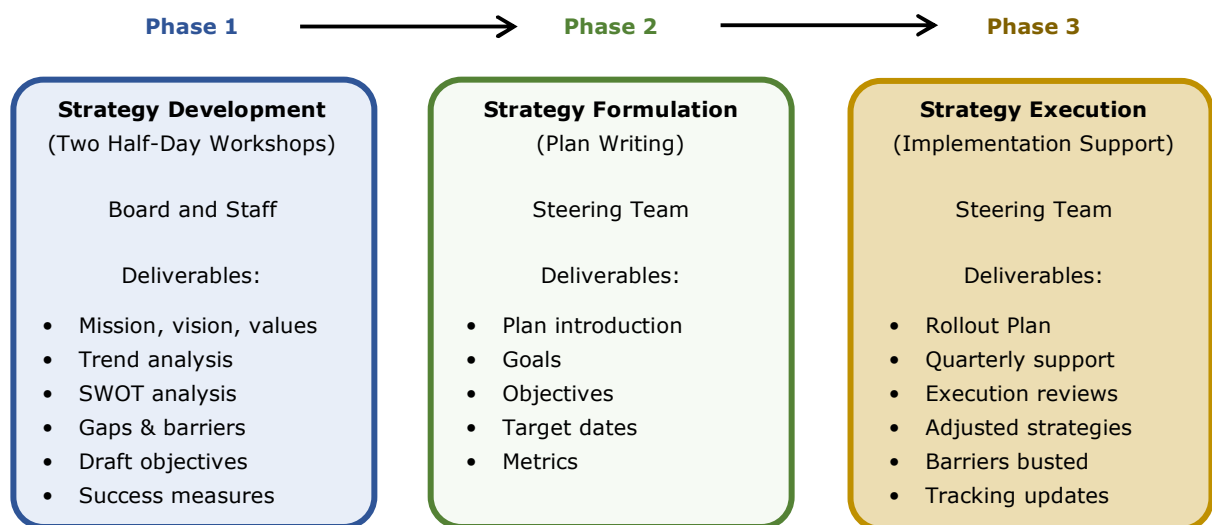 Phase 1
Phase 2
Phase 3
Strategy Development
(Two Half-Day Workshops)
Board and Staff
Deliverables:
• Mission, vision, values
• Trend analysis
• SWOT analysis
• Gaps & barriers
• Draft objectives
• Success measures
Strategy Formulation
(Plan Writing)
Steering Team
Deliverables:
• Plan introduction
• Goals
• Objectives
• Target dates
• Metrics
Strategy Execution
(Implementation Support)
Steering Team
Deliverables:
• Rollout Plan
• Quarterly support
• Execution reviews
• Adjusted strategies
• Barriers busted
• Tracking updates